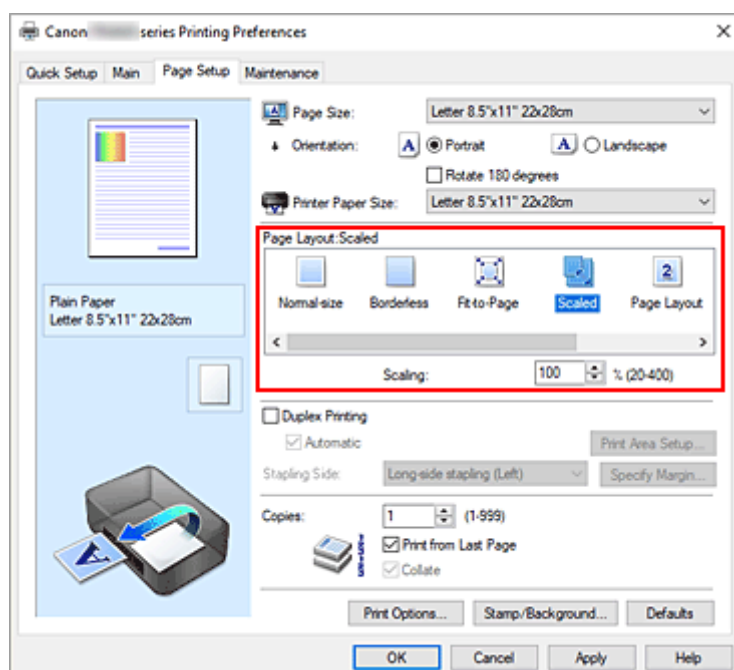 Canon series Printing Preferences
Quick Setup Main Page Setup Maintenance
Page Size: Letter 8.5"x11" 22x28cm
Orientation: A Portrait A Landscape
Rotate 180 degrees
Printer Paper Size: Letter 8.5"x11" 22x28cm
Page Layout:Scaled
2
Normal-size Borderless Fit-to-Page Scaled Page Layout
Scaling: 100 % (20-400)
Plain Paper
Letter 8.5"x11" 22x28cm
Duplex Printing
Automatic Print Area Setup...
Stapling Side: Long-side stapling (Left) Specify Margin...
Copies: 1 (1-999)
Print from Last Page
Collate
A
Print Options... Stamp/Background... Defaults
OK Cancel Apply Help